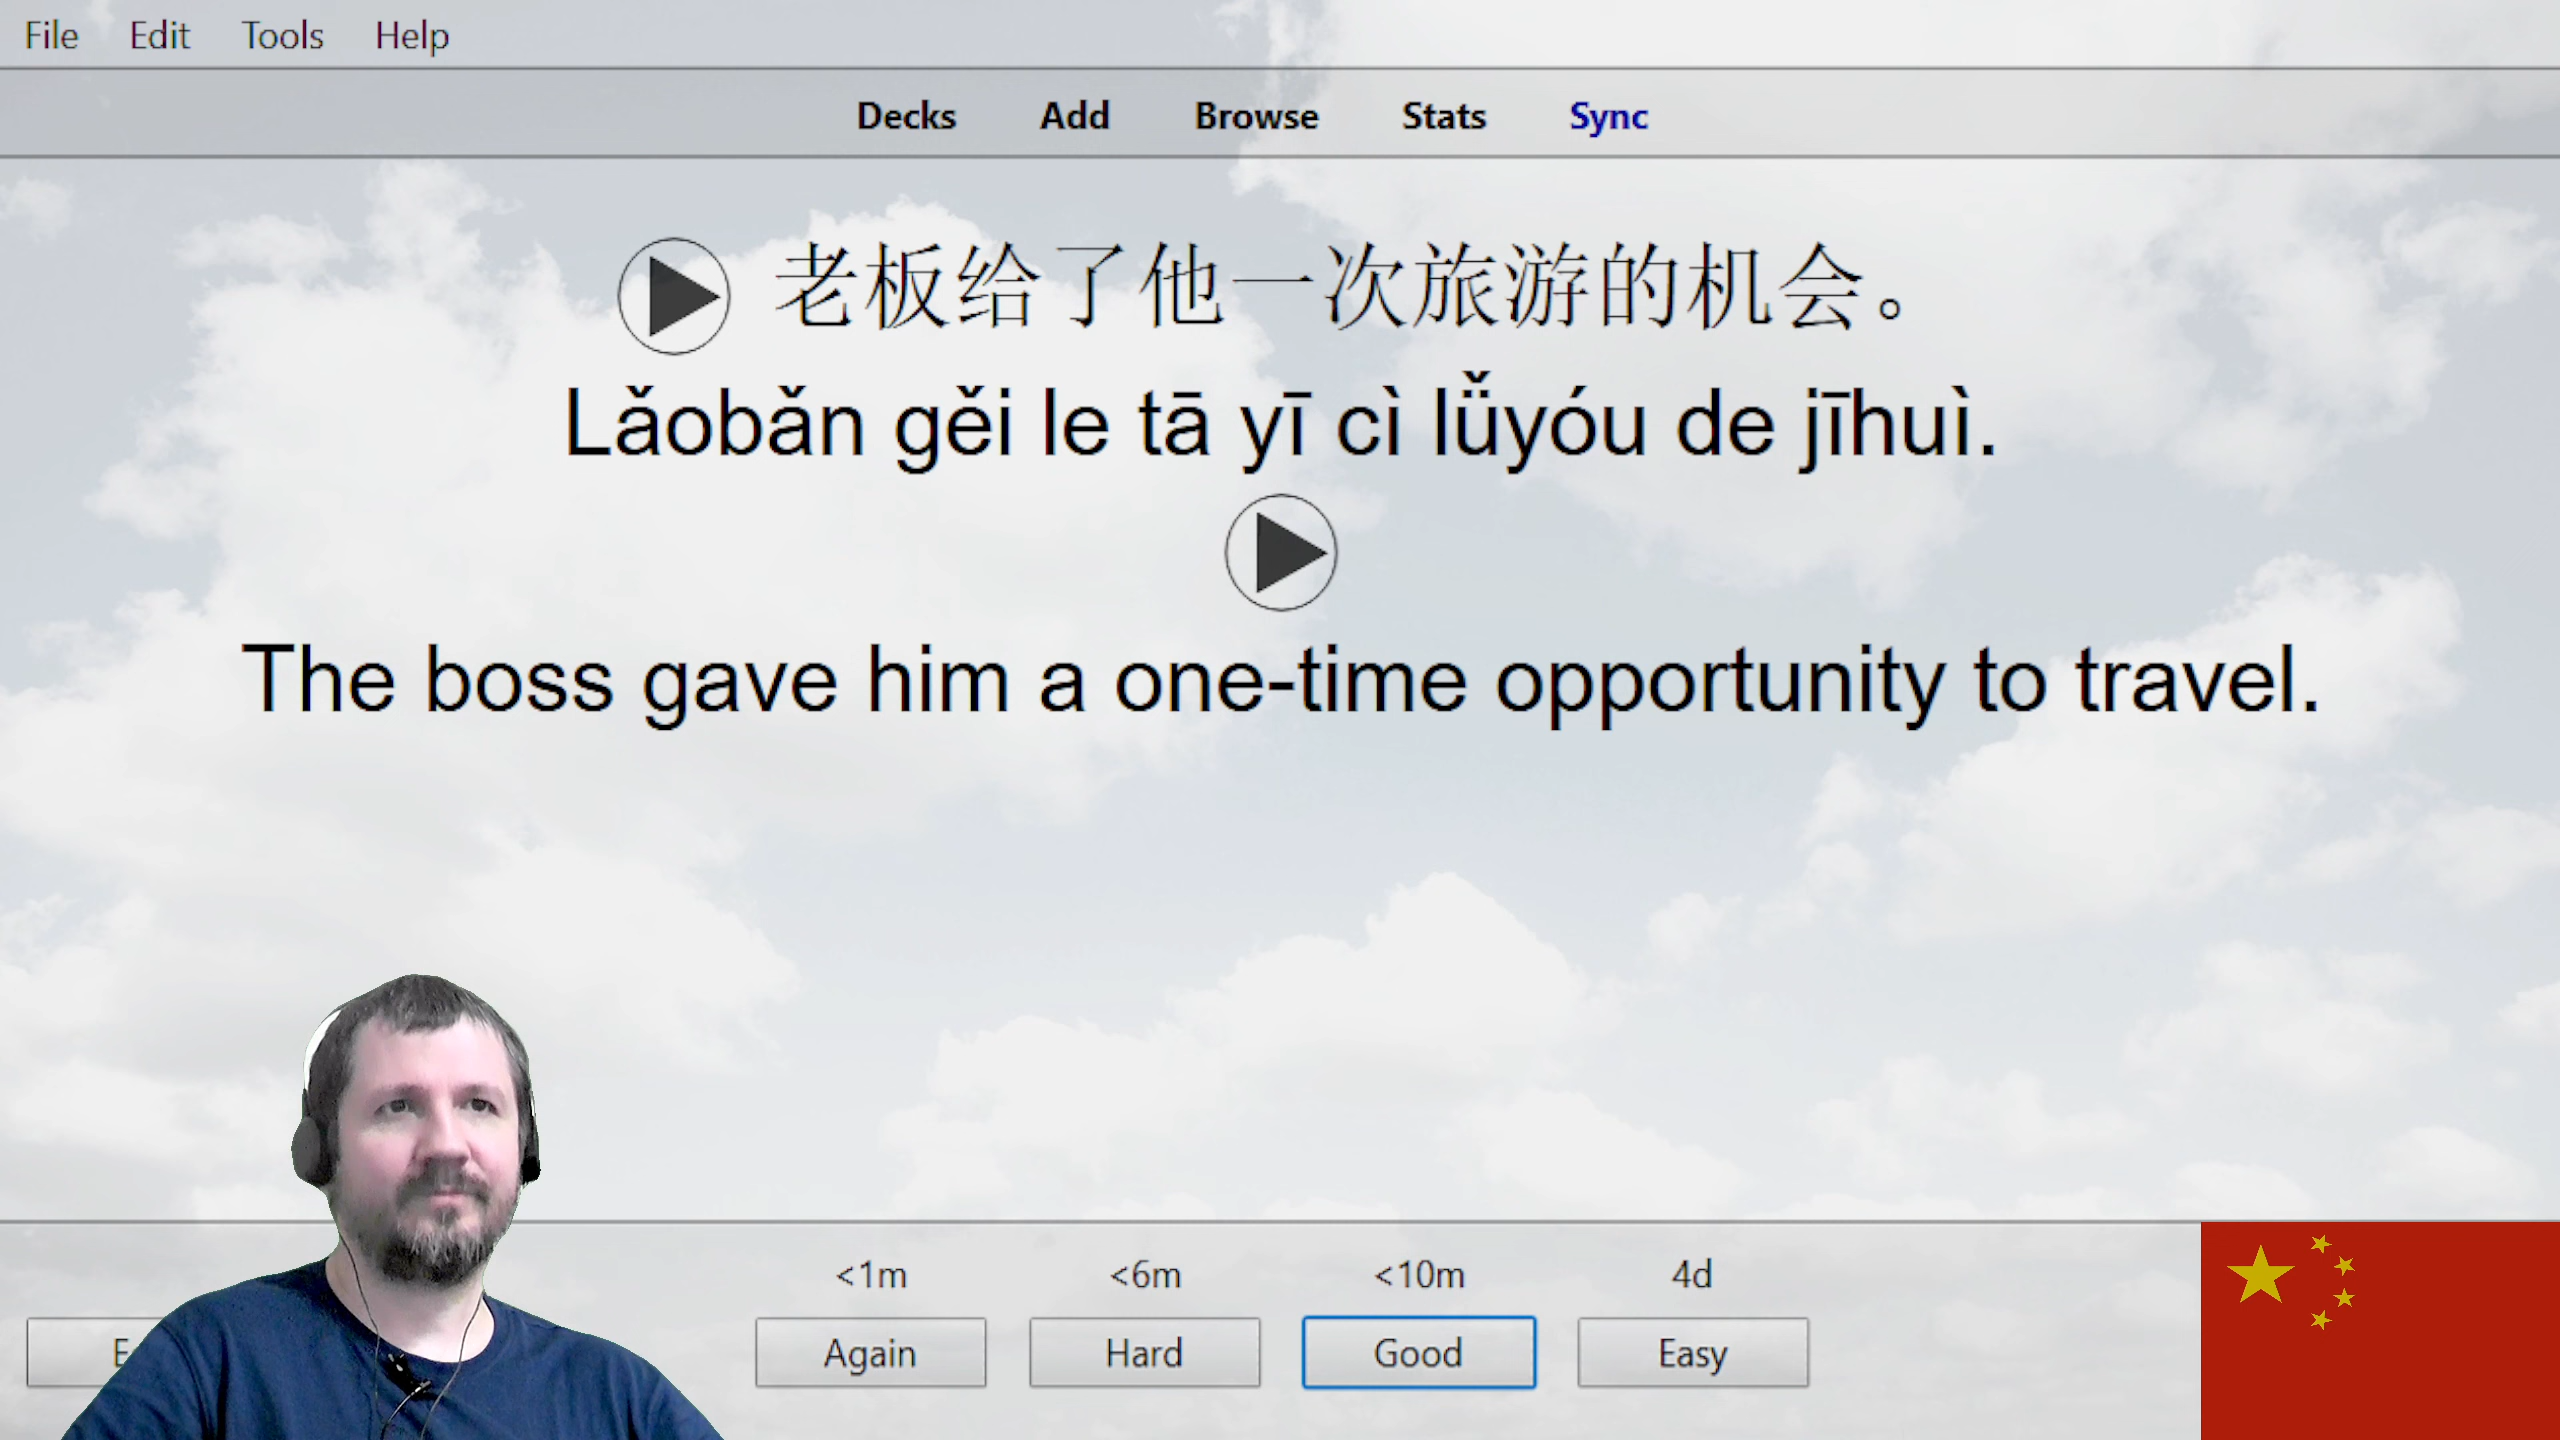 File Edit Tools Help
Decks Add Browse Stats Sync
老板给了他一次旅游的机会。
Lǎobǎn gěi le tā yī cì lǚyóu de jīhuì.
The boss gave him a one-time opportunity to travel.
<1m <6m <10m 4d
Again Hard Good Easy